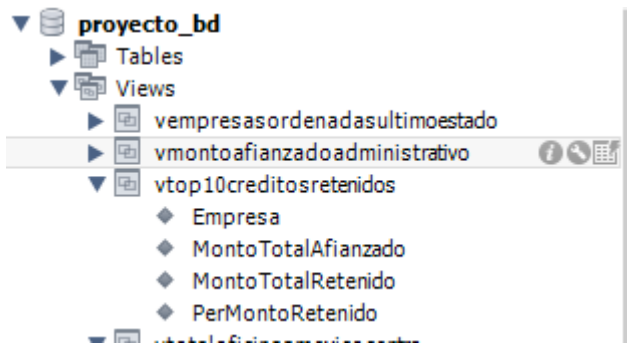 proyecto_bd
Tables
Views
vempresasordenadasultimoestado
vmontoafianzadoadministrativo
vtop10creditosretenidos
Empresa
MontoTotalAfianzado
MontoTotalRetenido
PerMontoRetenido